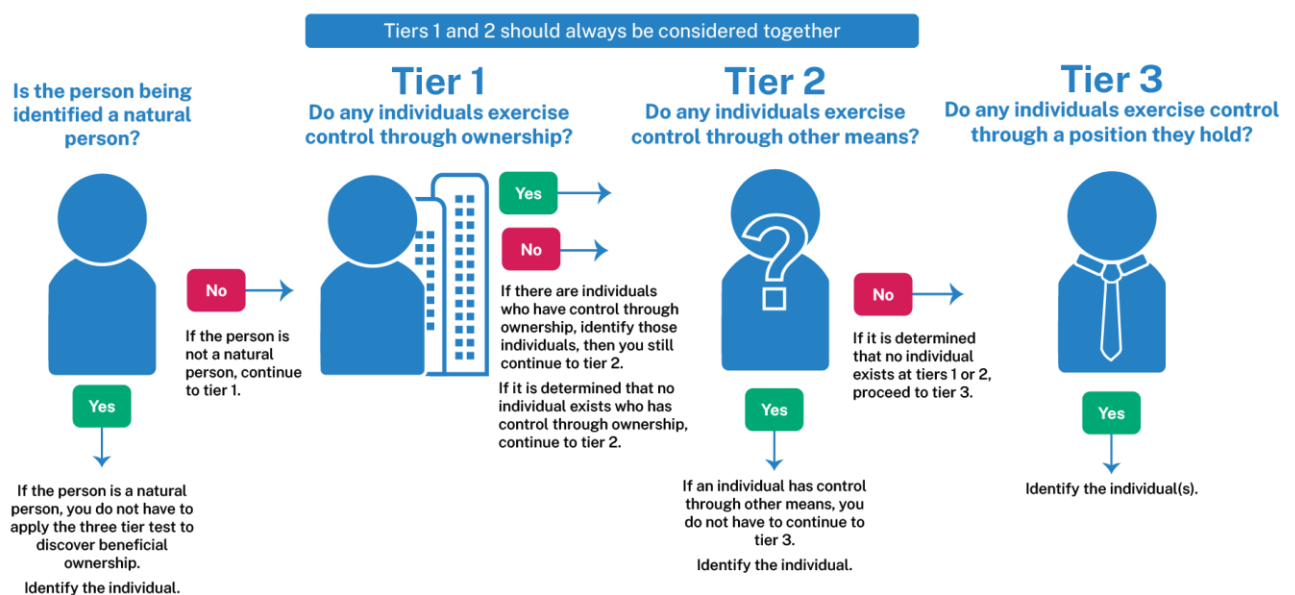 Tiers 1 and 2 should always be considered together
Is the person being
identified a natural
person?
No
If the person is
not a natural
person, continue
to tier 1.
Yes
If the person is a natural
person, you do not have to
apply the three tier test to
discover beneficial
ownership.
Identify the individual.
Tier 1
Do any individuals exercise
control through ownership?
Yes
No
If there are individuals
who have control through
ownership, identify those
individuals, then you still
continue to tier 2.
If it is determined that no
individual exists who has
control through ownership,
continue to tier 2.
Tier 2
Do any individuals exercise
control through other means?
?
No
If it is determined
that no individual
exists at tiers 1 or 2,
proceed to tier 3.
Yes
If an individual has control
through other means, you
do not have to continue to
tier 3.
Identify the individual.
Tier 3
Do any individuals exercise control
through a position they hold?
Yes
Identify the individual(s).